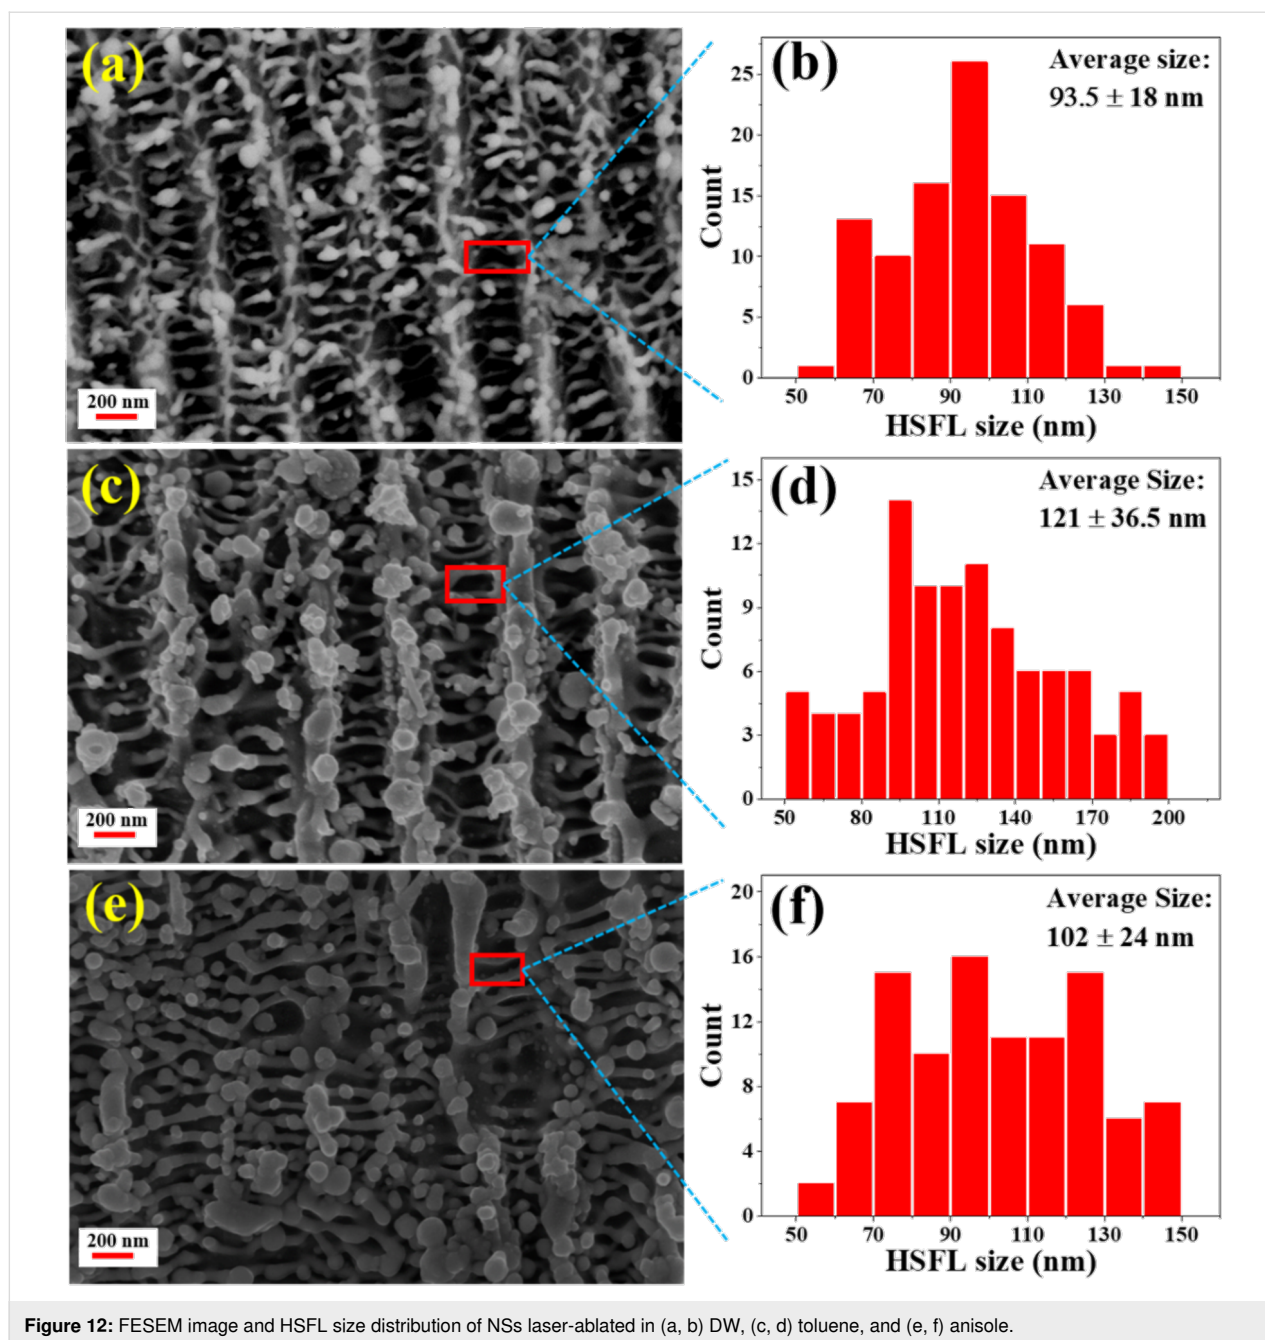 (a)
200 nm
(b)
Average size:
93.5 ± 18 nm
25
20
15
10
5
0
Count
50 70 90 110 130 150
HSFL size (nm)
(c)
200 nm
(d)
Average Size:
121 ± 36.5 nm
15
12
9
6
3
0
Count
50 80 110 140 170 200
HSFL size (nm)
(e)
200 nm
(f)
Average Size:
102 ± 24 nm
20
16
12
8
4
0
Count
50 70 90 110 130 150
HSFL size (nm)
Figure 12: FESEM image and HSFL size distribution of NSs laser-ablated in (a, b) DW, (c, d) toluene, and (e, f) anisole.